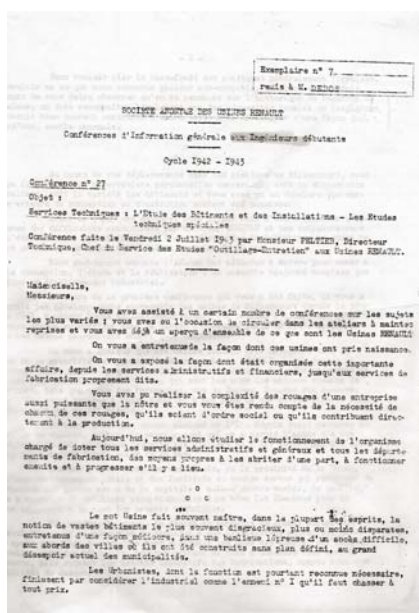 Exemplaire n° 7.
remis à M. DEBOS
SOCIETE ANONYME DES USINES RENAULT
Conférences d'Information générale aux Ingénieurs débutants
Cycle I942 - I943
Conférence n° 27
Objet :
Services Techniques : L'Etude des Bâtiments et des Installations - Les Etudes
techniques spéciales
Conférence faite le Vendredi 2 Juillet I943 par Monsieur PELTIER, Directeur
Technique, Chef du Service des Etudes "Outillage-Entretien" aux Usines RENAULT.
Mademoiselle,
Messieurs,
Vous avez assisté à un certain nombre de conférences sur les sujets
les plus variés ; vous avez eu l'occasion de circuler dans les ateliers à maintes
reprises et vous avez déjà un aperçu d'ensemble de ce que sont les Usines RENAULT
On vous a entretenus de la façon dont ces usines ont pris naissance.
On vous a exposé la façon dont était organisée cette importante
affaire, depuis les services administratifs et financiers, jusqu'aux services de
fabrication proprement dits.
Vous avez pu réaliser la complexité des rouages d'une entreprise
aussi puissante que la nôtre et vous vous êtes rendu compte de la nécessité de
chacun de ces rouages, qu'ils soient d'ordre social ou qu'ils contribuent direc-
tement à la production.
Aujourd'hui, nous allons étudier le fonctionnement de l'organisme
chargé de doter tous les services administratifs et généraux et tous les départe-
ments de fabrication, des moyens propres à les abriter d'une part, à fonctionner
ensuite et à progresser s'il y a lieu.
Le mot Usine fait souvent naître, dans la plupart des esprits, la
notion de vastes bâtiments le plus souvent disgracieux, plus ou moins disparates,
entretenus d'une façon médiocre, dans une banlieue lépreuse d'un accès difficile,
aux abords des villes où ils ont été construits sans plan défini, au grand
désespoir actuel des municipalités.
Les Urbanistes, dont la fonction est pourtant reconnue nécessaire,
finissent par considérer l'industriel comme l'ennemi n° I qu'il faut chasser à
tout prix.